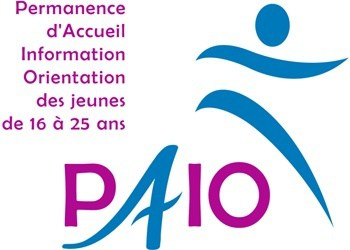 Permanence
d'Accueil
Information
Orientation
des jeunes
de 16 à 25 ans
PAIO